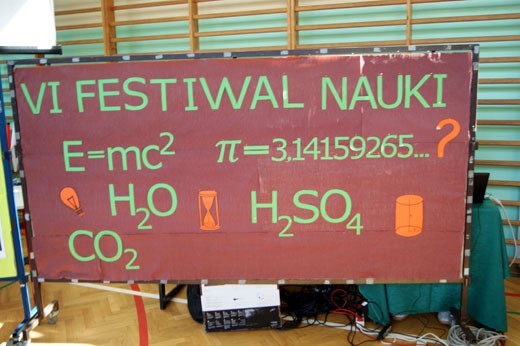 VI FESTIWAL NAUKI
E=mc² π=3,14159265...?
H₂O H₂SO₄
CO₂